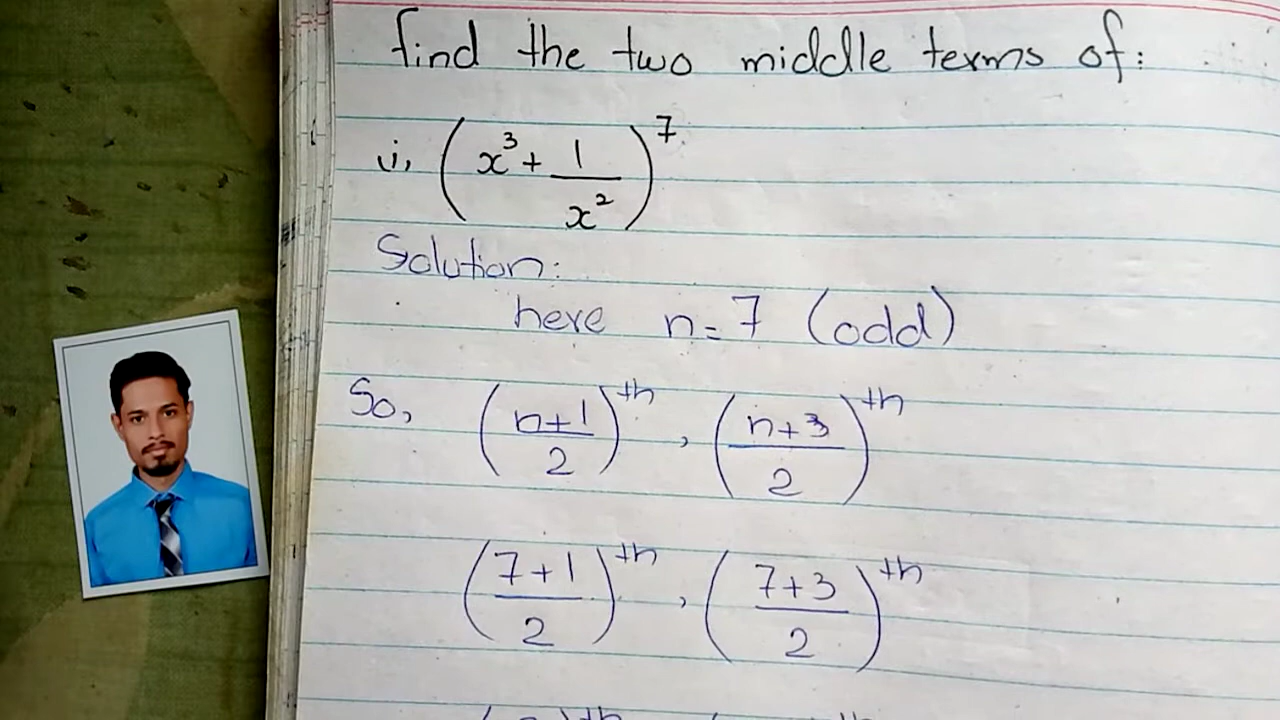 find the two middle terms of:
i, (x³ + 1/x²)⁷
Solution:
here n=7 (odd)
So, (n+1/2)th, (n+3/2)th
(7+1/2)th, (7+3/2)th